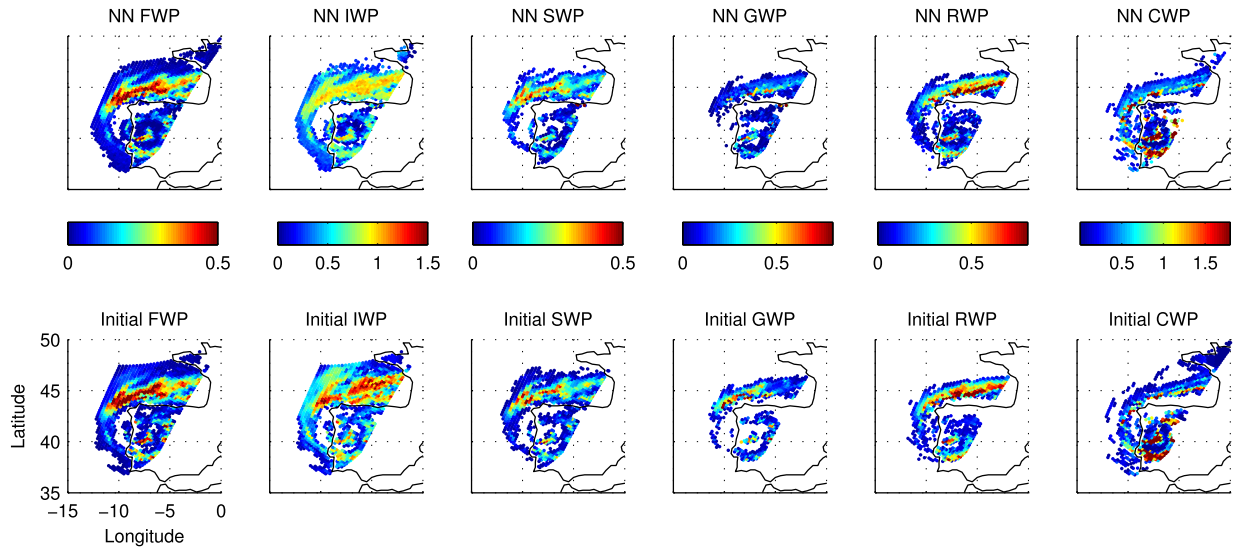 NN FWP NN IWP NN SWP NN GWP NN RWP NN CWP
0 0.5 0 0.5 1 1.5 0 0.5 0 0.5 0 0.5 0.5 1 1.5
Initial FWP Initial IWP Initial SWP Initial GWP Initial RWP Initial CWP
50
45
40
35
Latitude
−15 −10 −5 0
Longitude